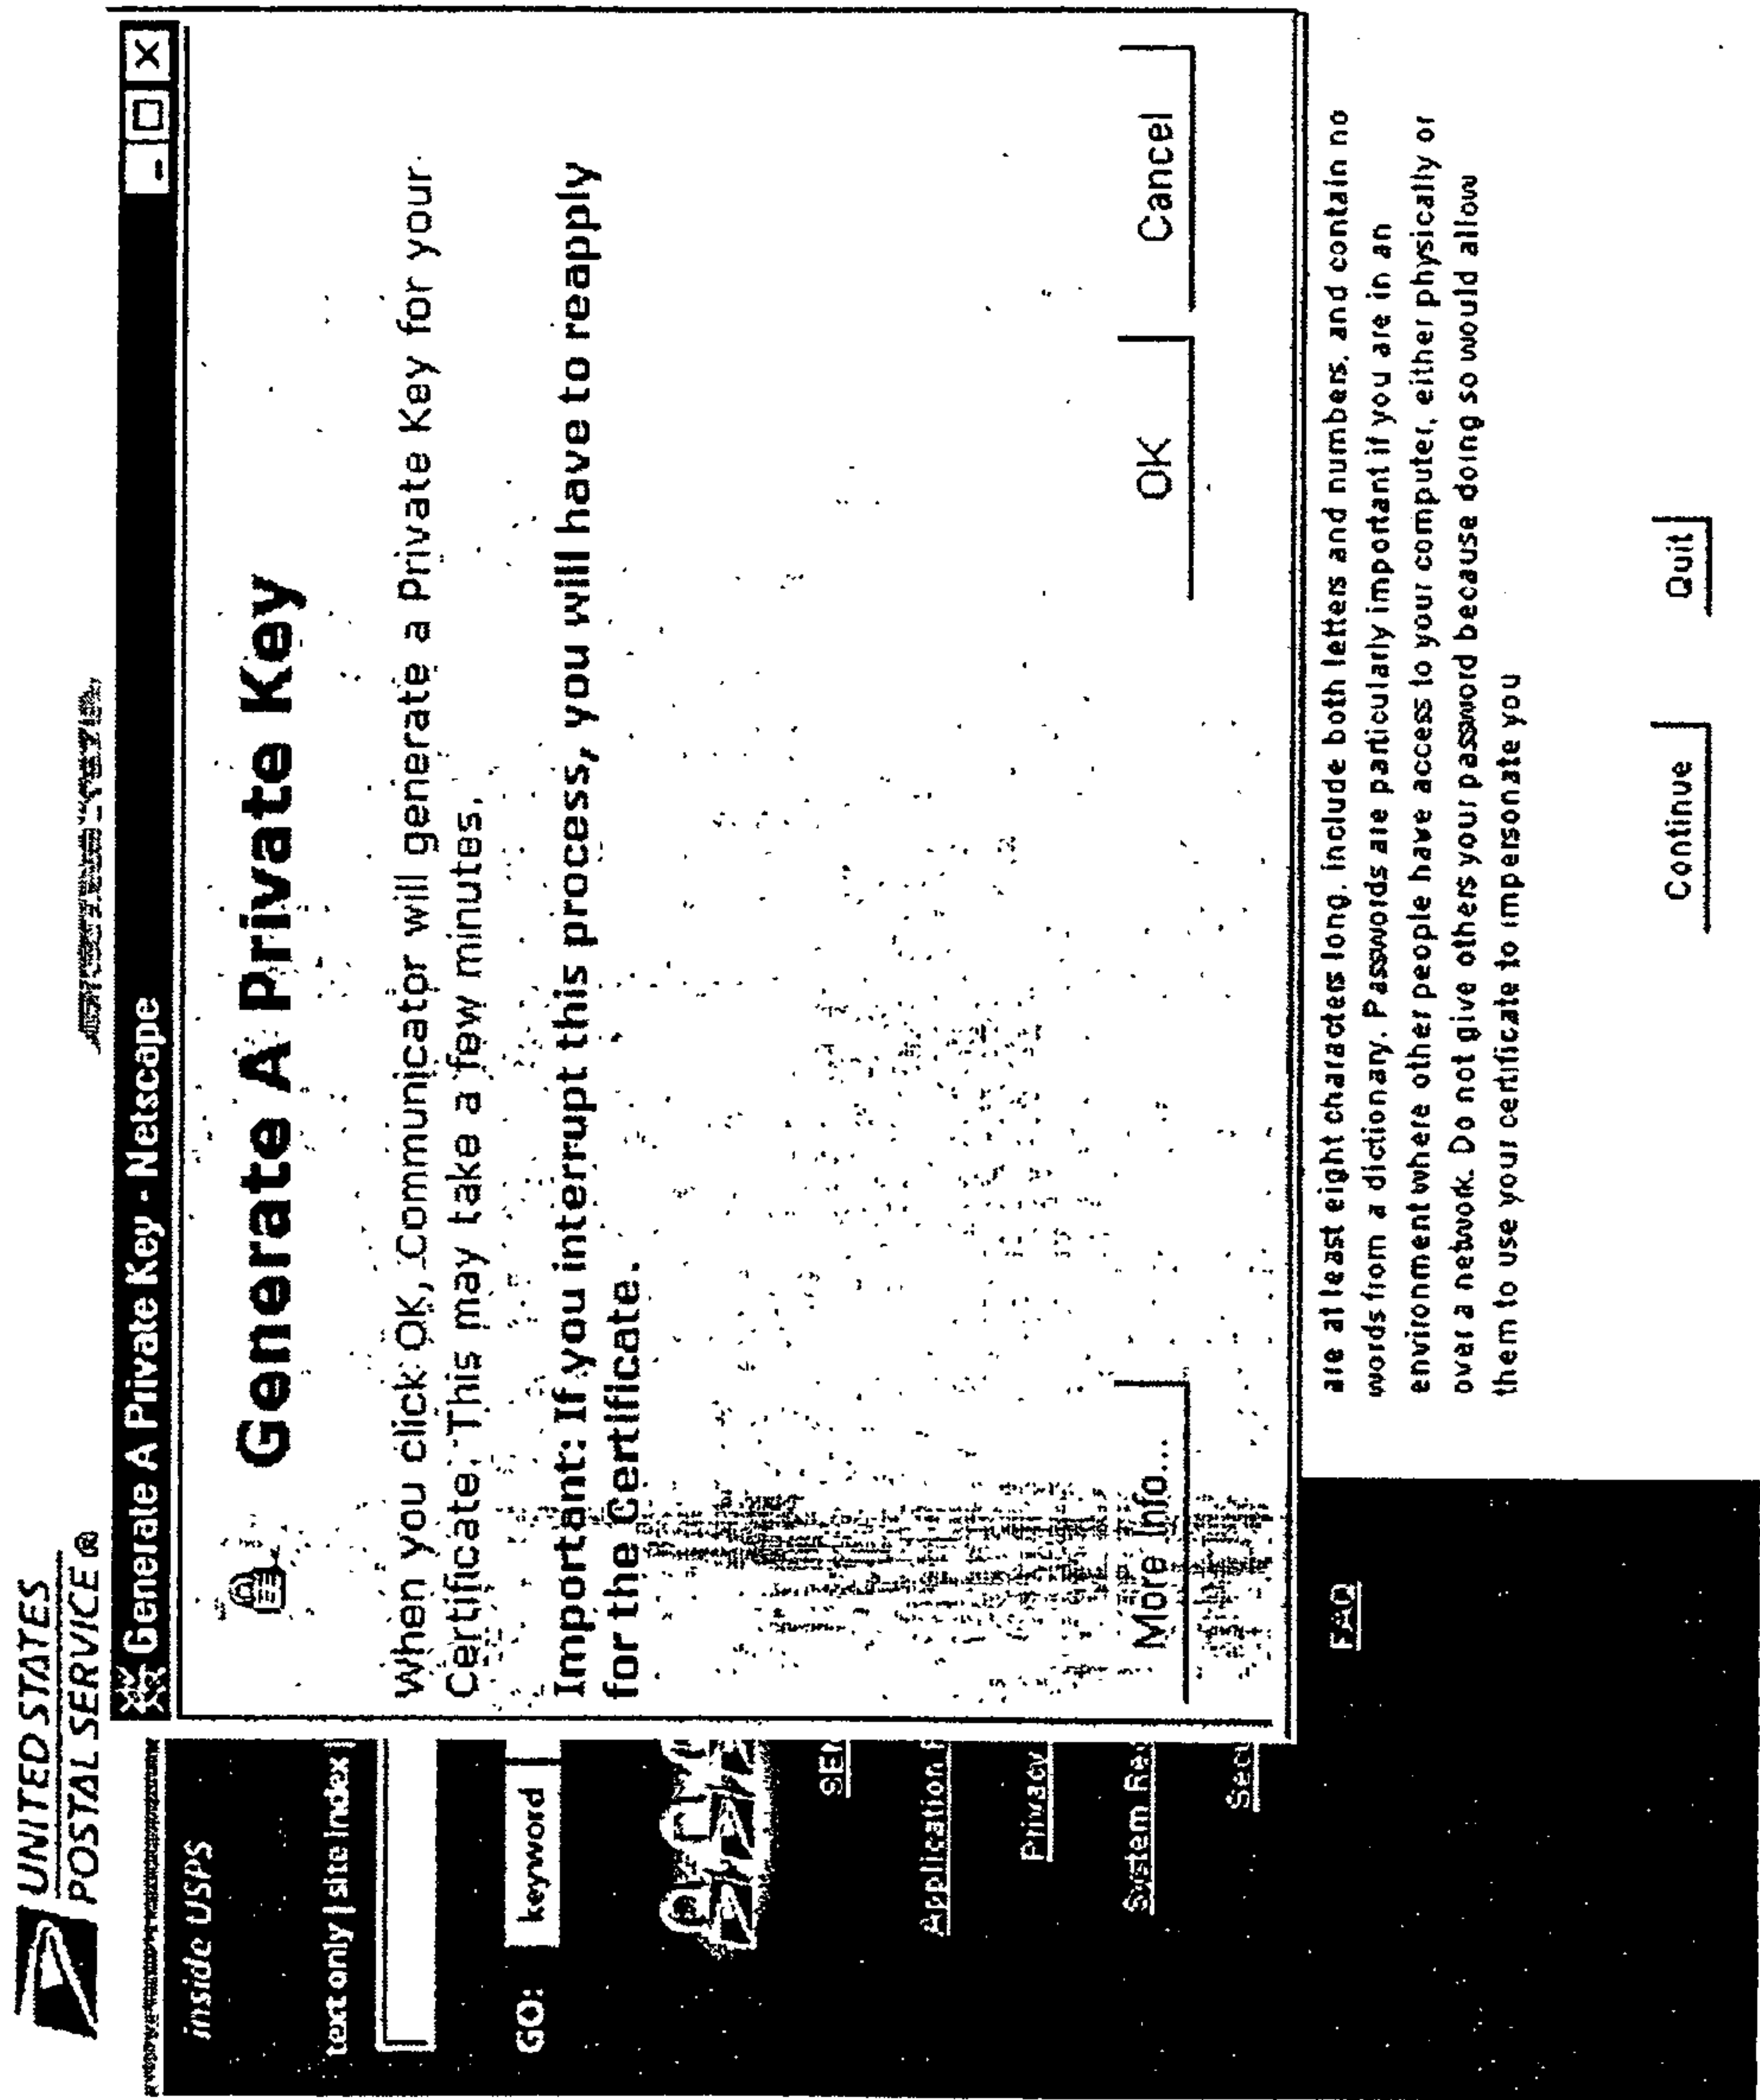 UNITED STATES
POSTAL SERVICE ®
Generate A Private Key - Netscape
inside USPS
text only | site index |
GO: keyword
Application
Privacy
System
FAQ
Generate A Private Key
When you click OK, Communicator will generate a Private Key for your
Certificate. This may take a few minutes.
Important: If you interrupt this process, you will have to reapply
for the Certificate.
More Info... OK Cancel
are at least eight characters long, include both letters and numbers, and contain no
words from a dictionary. Passwords are particularly important if you are in an
environment where other people have access to your computer, either physically or
over a network. Do not give others your password because doing so would allow
them to use your certificate to impersonate you
Continue Quit